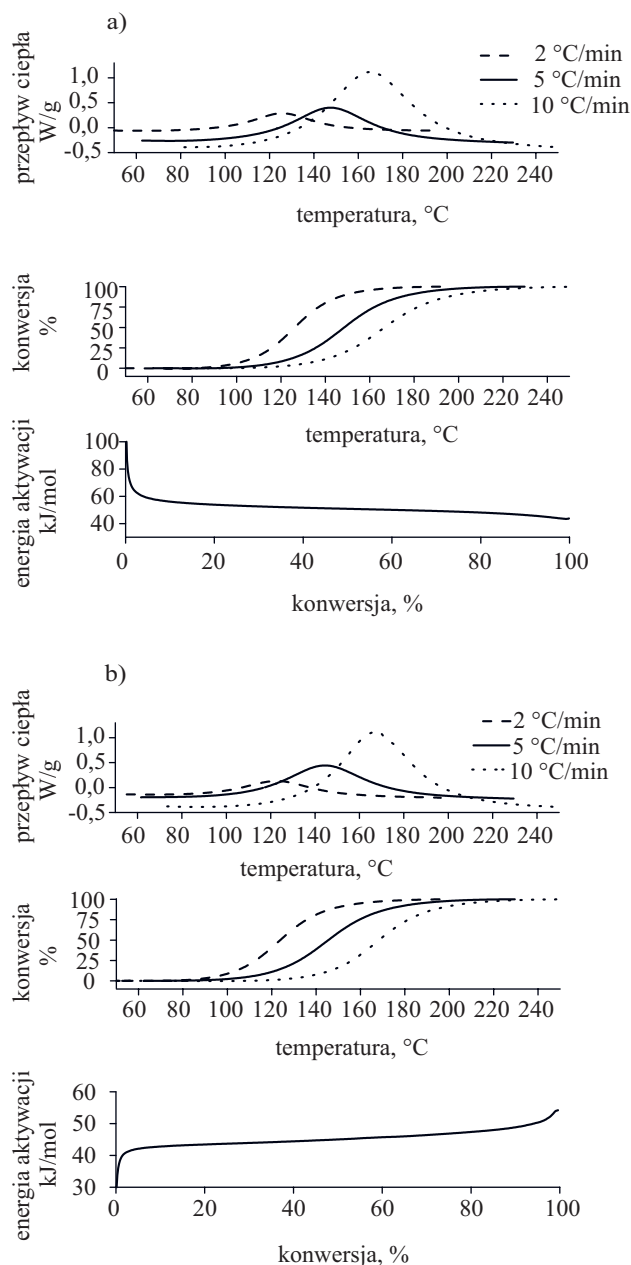 a)
2 °C/min
5 °C/min
10 °C/min
przepływ ciepła
W/g
1,0
0,5
0,0
-0,5
60 80 100 120 140 160 180 200 220 240
temperatura, °C
konwersja
%
100
75
50
25
0
60 80 100 120 140 160 180 200 220 240
temperatura, °C
energia aktywacji
kJ/mol
100
80
60
40
0 20 40 60 80 100
konwersja, %
b)
2 °C/min
5 °C/min
10 °C/min
przepływ ciepła
W/g
1,0
0,5
0,0
-0,5
60 80 100 120 140 160 180 200 220 240
temperatura, °C
konwersja
%
100
75
50
25
0
60 80 100 120 140 160 180 200 220 240
temperatura, °C
energia aktywacji
kJ/mol
60
50
40
30
0 20 40 60 80 100
konwersja, %